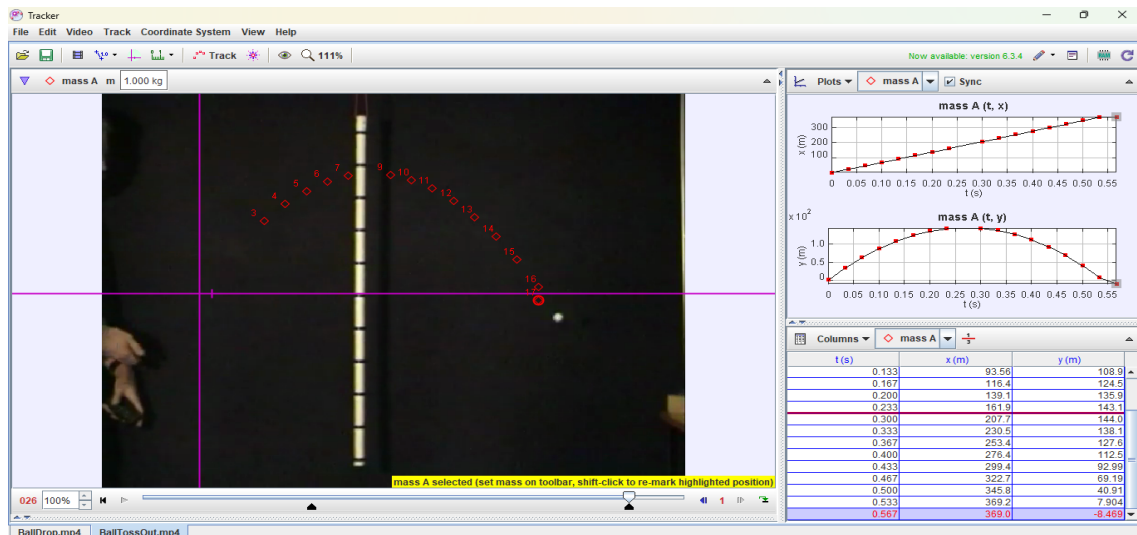 Tracker
File Edit Video Track Coordinate System View Help
Track 111% Now available: version 6.3.4
mass A m 1.000 kg
Plots mass A Sync
mass A (t, x)
x (m)
300
200
100
0 0.05 0.10 0.15 0.20 0.25 0.30 0.35 0.40 0.45 0.50 0.55
t (s)
x 10²
mass A (t, y)
y (m)
1.0
0.5
0
0 0.05 0.10 0.15 0.20 0.25 0.30 0.35 0.40 0.45 0.50 0.55
t (s)
3 4 5 6 7 9 10 11 12 13 14 15 16 17
Columns mass A
t (s) x (m) y (m)
0.133 93.56 108.9
0.167 116.4 124.5
0.200 139.1 135.9
0.233 161.9 143.1
0.300 207.7 144.0
0.333 230.5 138.1
0.367 253.4 127.6
0.400 276.4 112.5
0.433 299.4 92.99
0.467 322.7 69.19
0.500 345.8 40.91
0.533 369.2 7.904
0.567 369.0 -8.469
mass A selected (set mass on toolbar, shift-click to re-mark highlighted position)
026 100% 1
BallDrop.mp4 BallTossOut.mp4